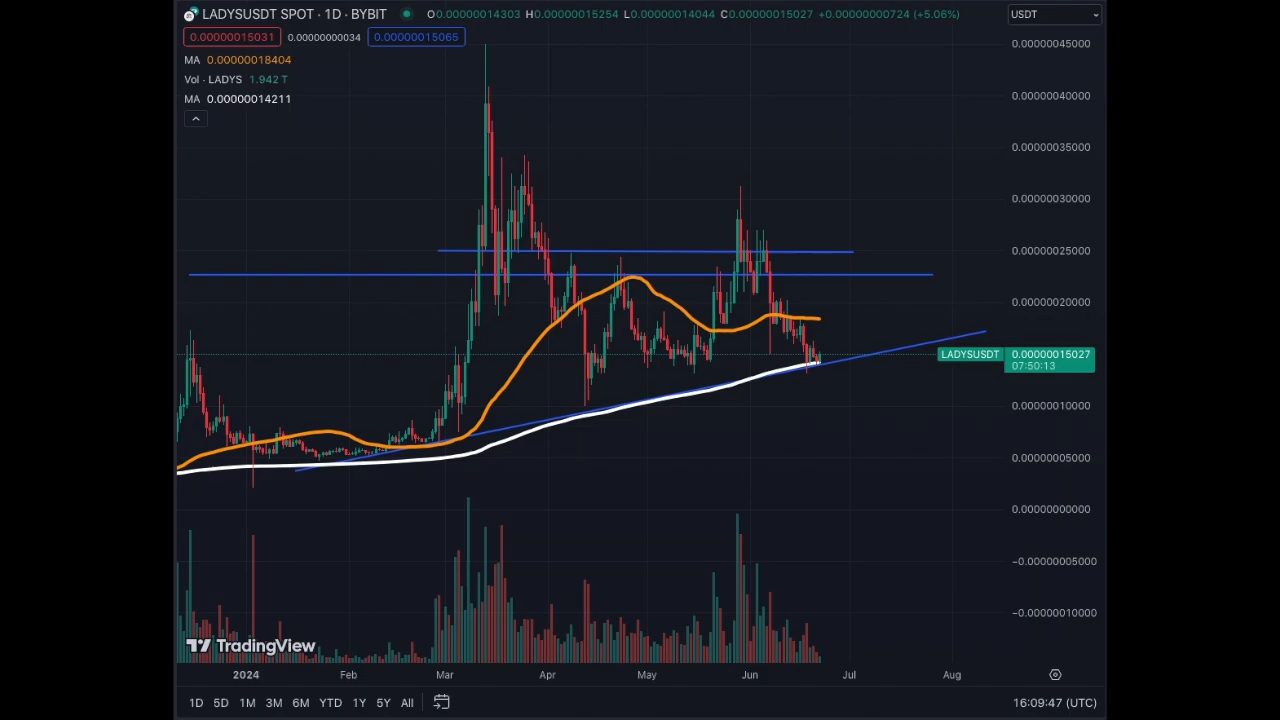 LADYSUSDT SPOT · 1D · BYBIT O0.00000014303 H0.00000015254 L0.00000014044 C0.00000015027 +0.00000000724 (+5.06%) USDT
0.00000015031 0.00000000034 0.00000015065
MA 0.00000018404
Vol · LADYS 1.942 T
MA 0.00000014211
0.00000045000
0.00000040000
0.00000035000
0.00000030000
0.00000025000
0.00000020000
LADYSUSDT 0.00000015027
07:50:13
0.00000010000
0.00000005000
0.00000000000
−0.00000005000
−0.00000010000
TradingView
2024 Feb Mar Apr May Jun Jul Aug
1D 5D 1M 3M 6M YTD 1Y 5Y All 16:09:47 (UTC)